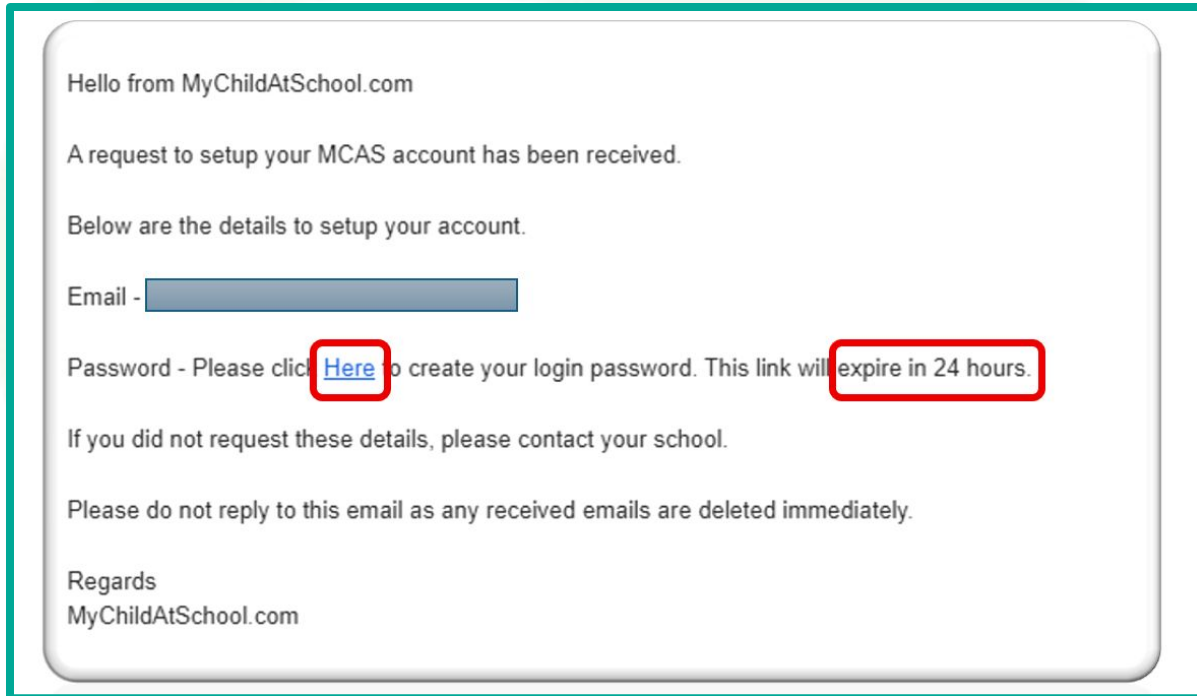 Hello from MyChildAtSchool.com
A request to setup your MCAS account has been received.
Below are the details to setup your account.
Email -
Password - Please click Here to create your login password. This link will expire in 24 hours.
If you did not request these details, please contact your school.
Please do not reply to this email as any received emails are deleted immediately.
Regards
MyChildAtSchool.com